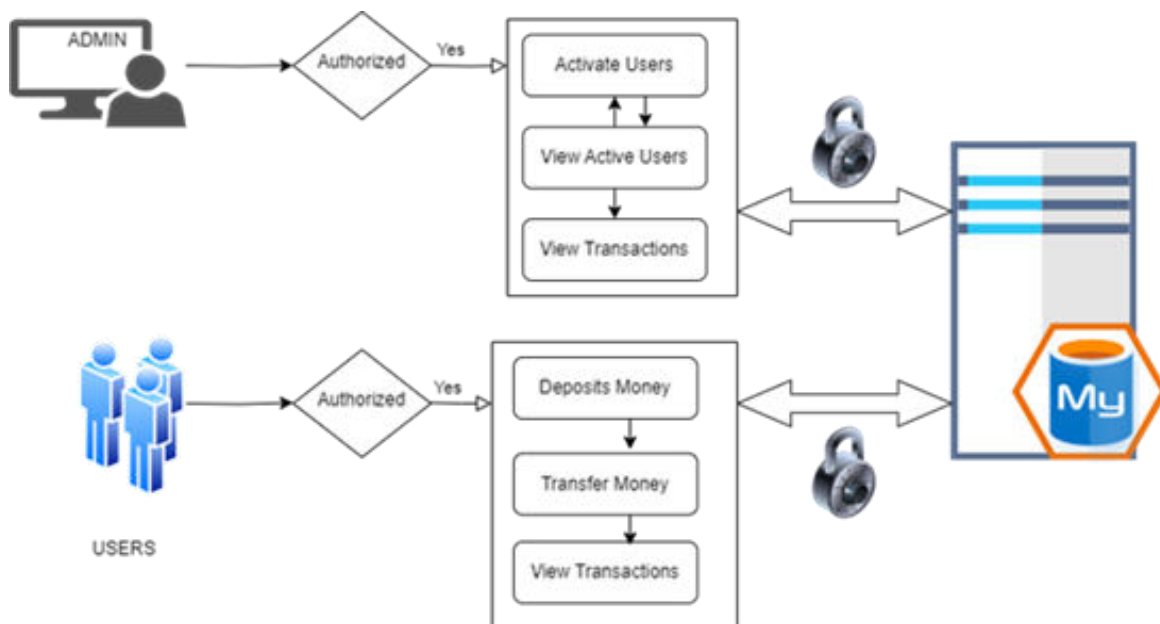 ADMIN
Authorized
Yes
Activate Users
View Active Users
View Transactions
USERS
Authorized
Yes
Deposits Money
Transfer Money
View Transactions
My